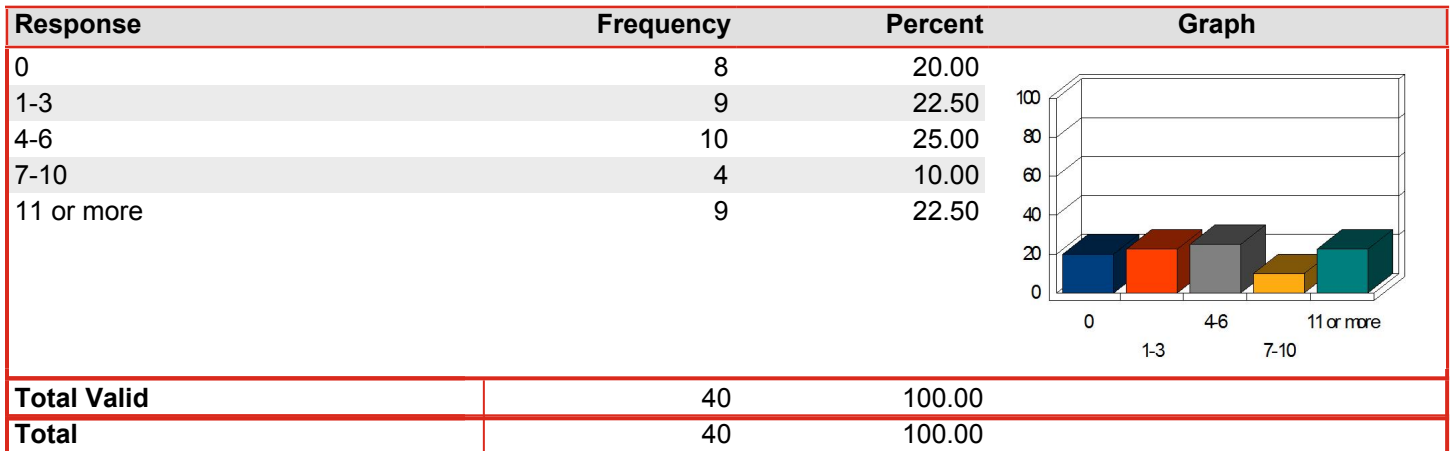 Response Frequency Percent Graph
0 8 20.00
1-3 9 22.50
4-6 10 25.00
7-10 4 10.00
11 or more 9 22.50
100
80
60
40
20
0
0 4-6 11 or more
1-3 7-10
Total Valid 40 100.00
Total 40 100.00